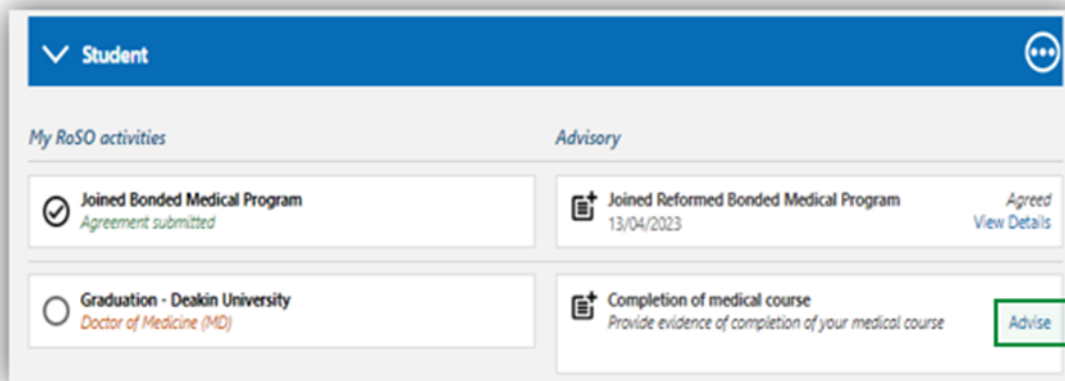 Student
My RoSO activities
Advisory
Joined Bonded Medical Program
Agreement submitted
Joined Reformed Bonded Medical Program
13/04/2023
Agreed
View Details
Graduation - Deakin University
Doctor of Medicine (MD)
Completion of medical course
Provide evidence of completion of your medical course
Advise